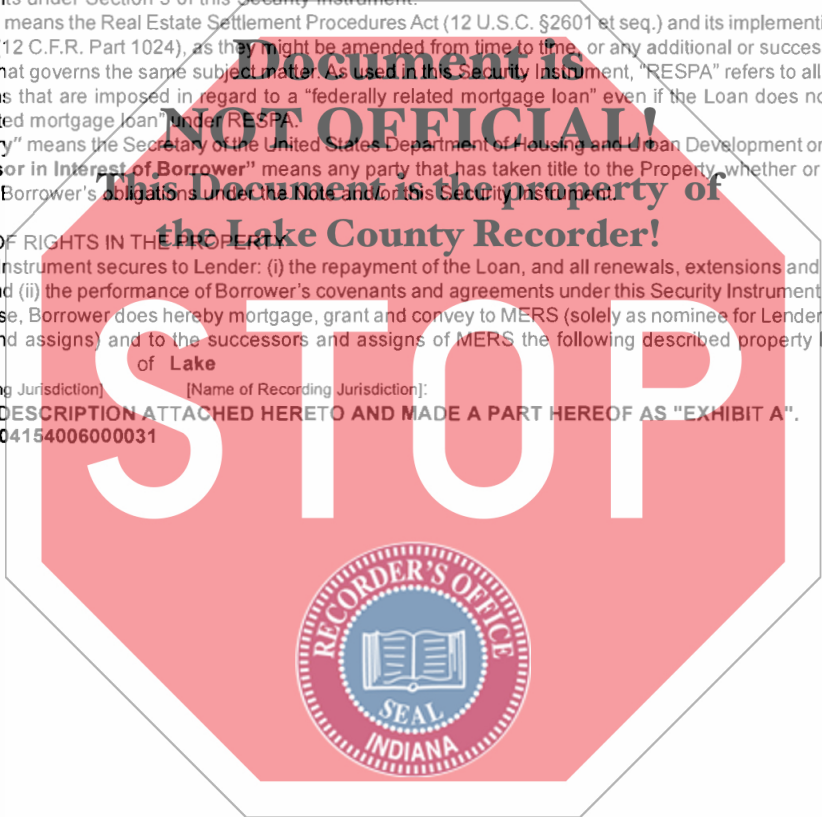 ts under Section 3 of this Security Instrument.
means the Real Estate Settlement Procedures Act (12 U.S.C. §2601 et seq.) and its implementi
12 C.F.R. Part 1024), as they might be amended from time to time, or any additional or succes
Document is
hat governs the same subject matter. As used in this Security Instrument, "RESPA" refers to all
s that are imposed in regard to a "federally related mortgage loan" even if the Loan does no
ed mortgage loan" under RESPA.
NOT OFFICIAL!
y" means the Secretary of the United States Department of Housing and Urban Development or
or in Interest of Borrower" means any party that has taken title to the Property, whether or
This Document is the property of
Borrower's obligations under the Note and/or this Security Instrument.
the Lake County Recorder!
OF RIGHTS IN THE PROPERTY
Instrument secures to Lender: (i) the repayment of the Loan, and all renewals, extensions and
d (ii) the performance of Borrower's covenants and agreements under this Security Instrument
se, Borrower does hereby mortgage, grant and convey to MERS (solely as nominee for Lender
nd assigns) and to the successors and assigns of MERS the following described property l
of Lake
g Jurisdiction] [Name of Recording Jurisdiction]:
DESCRIPTION ATTACHED HERETO AND MADE A PART HEREOF AS "EXHIBIT A".
04154006000031
STOP
RECORDER'S OFFICE
SEAL
INDIANA